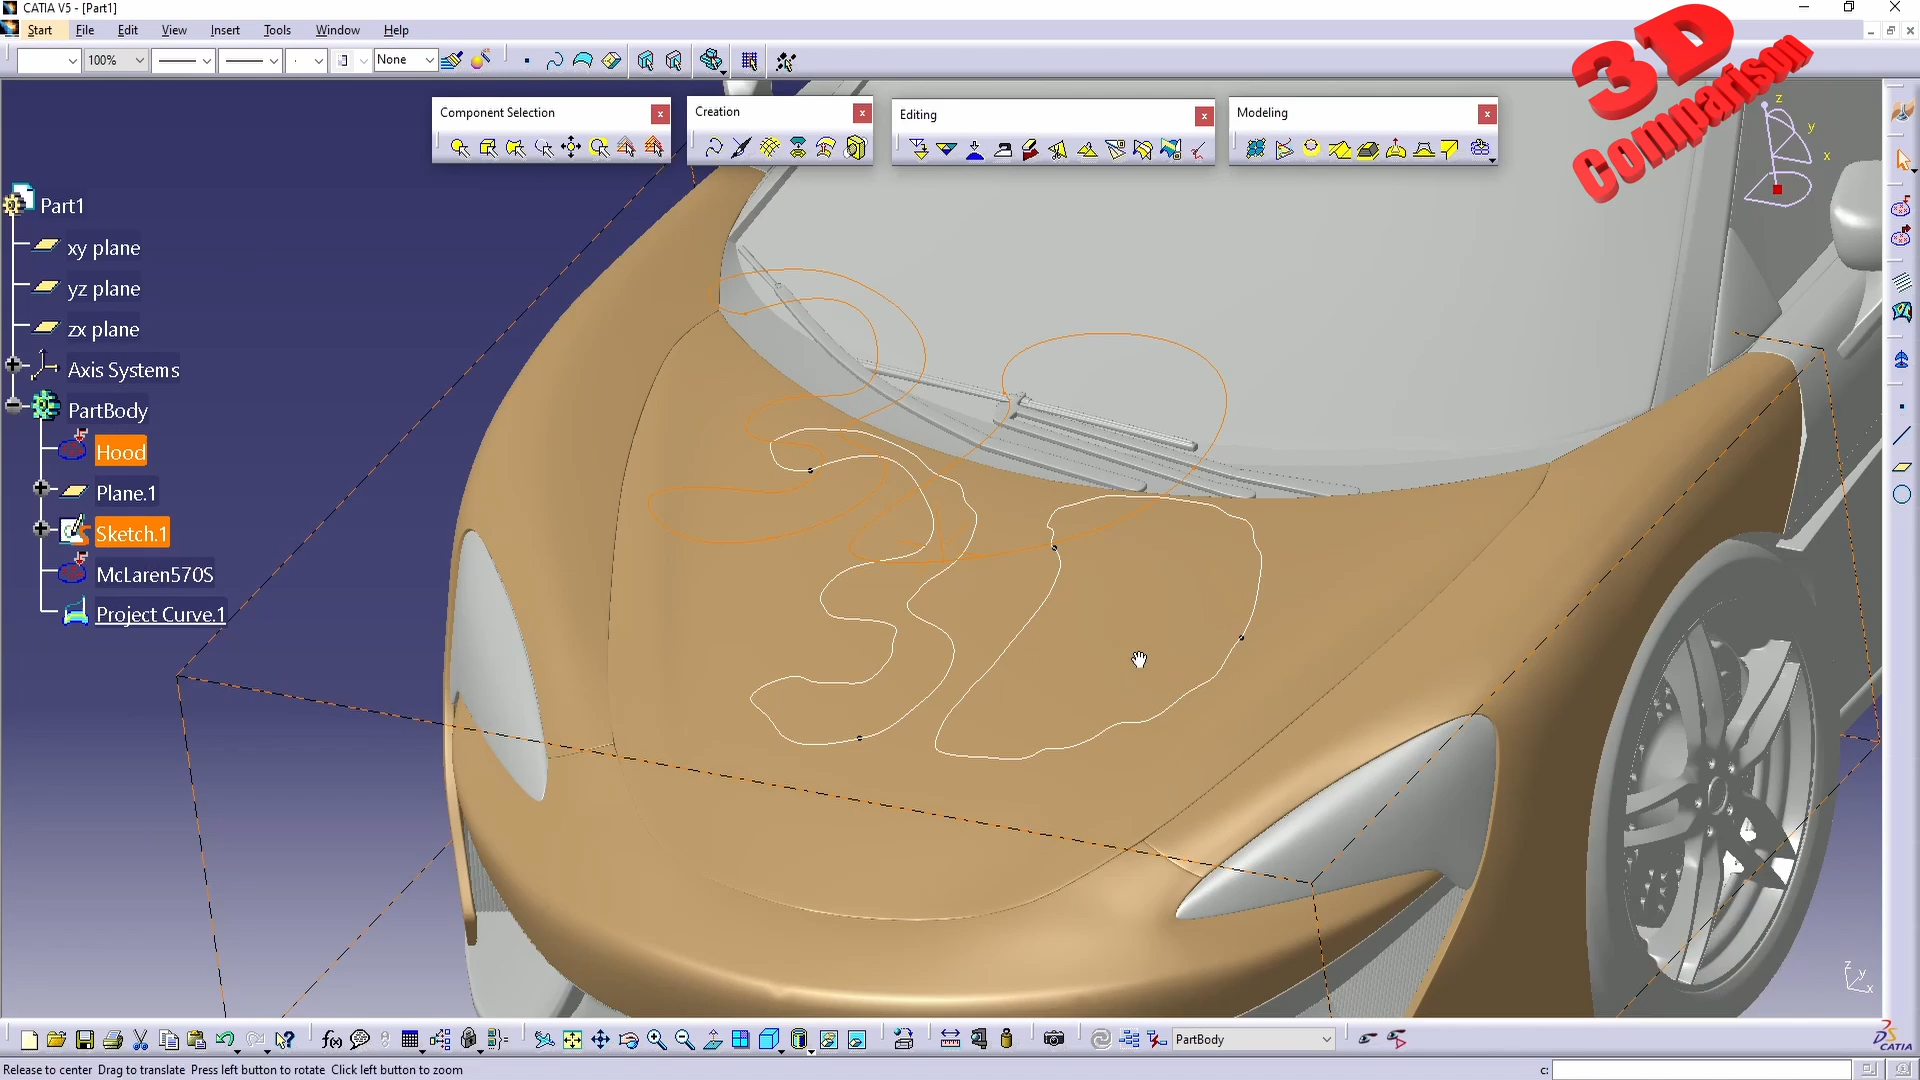 CATIA V5 - [Part1]
Start File Edit View Insert Tools Window Help
100% None
3D
Comparison
Component Selection
Creation
Editing
Modeling
z
y
x
Part1
xy plane
yz plane
zx plane
Axis Systems
PartBody
Hood
Plane.1
Sketch.1
McLaren570S
Project Curve.1
3D
z
y
x
f(x)
PartBody
CATIA
Release to center Drag to translate Press left button to rotate Click left button to zoom
c: